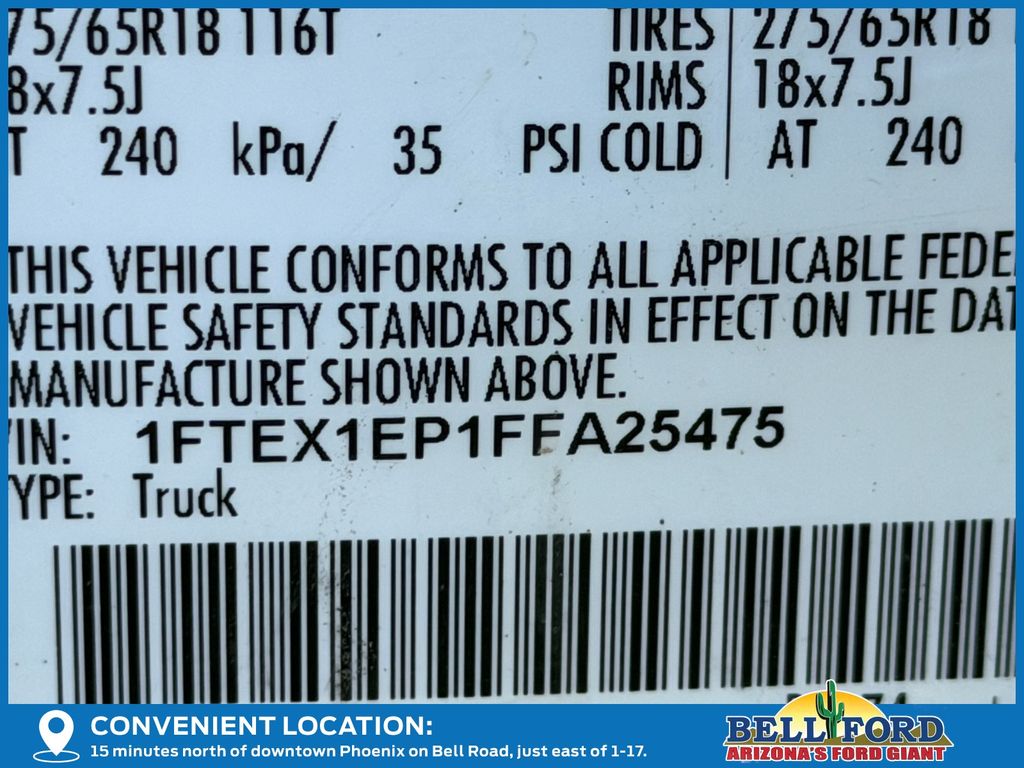 75/65R18 116T TIRES 275/65R18
8x7.5J RIMS 18x7.5J
T 240 kPa/ 35 PSI COLD AT 240
THIS VEHICLE CONFORMS TO ALL APPLICABLE FEDE
VEHICLE SAFETY STANDARDS IN EFFECT ON THE DAT
MANUFACTURE SHOWN ABOVE.
VIN: 1FTEX1EP1FFA25475
YPE: Truck
CONVENIENT LOCATION:
15 minutes north of downtown Phoenix on Bell Road, just east of 1-17.
BELL FORD
ARIZONA'S FORD GIANT